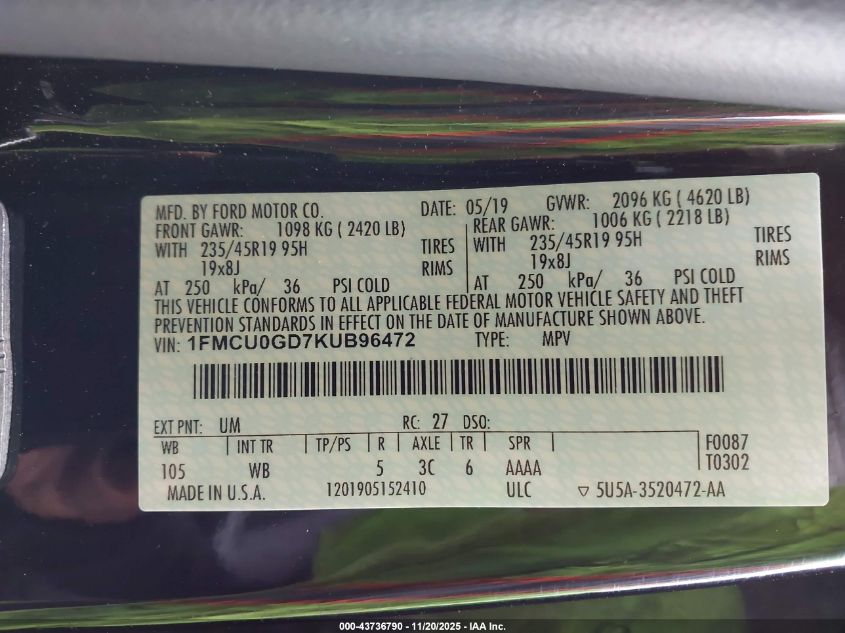 MFD. BY FORD MOTOR CO. DATE: 05/19 GVWR: 2096 KG ( 4620 LB)
FRONT GAWR: 1098 KG ( 2420 LB) REAR GAWR: 1006 KG ( 2218 LB)
WITH 235/45R19 95H TIRES WITH 235/45R19 95H TIRES
19x8J RIMS 19x8J RIMS
AT 250 kPa/ 36 PSI COLD AT 250 kPa/ 36 PSI COLD
THIS VEHICLE CONFORMS TO ALL APPLICABLE FEDERAL MOTOR VEHICLE SAFETY AND THEFT
PREVENTION STANDARDS IN EFFECT ON THE DATE OF MANUFACTURE SHOWN ABOVE.
VIN: 1FMCU0GD7KUB96472 TYPE: MPV
EXT PNT: UM RC: 27 DSO:
WB INT TR TP/PS R AXLE TR SPR F0087
105 WB 5 3C 6 AAAA T0302
MADE IN U.S.A. 1201905152410 ULC ▽ 5U5A-3520472-AA
000-43736790 - 11/20/2025 - IAA Inc.